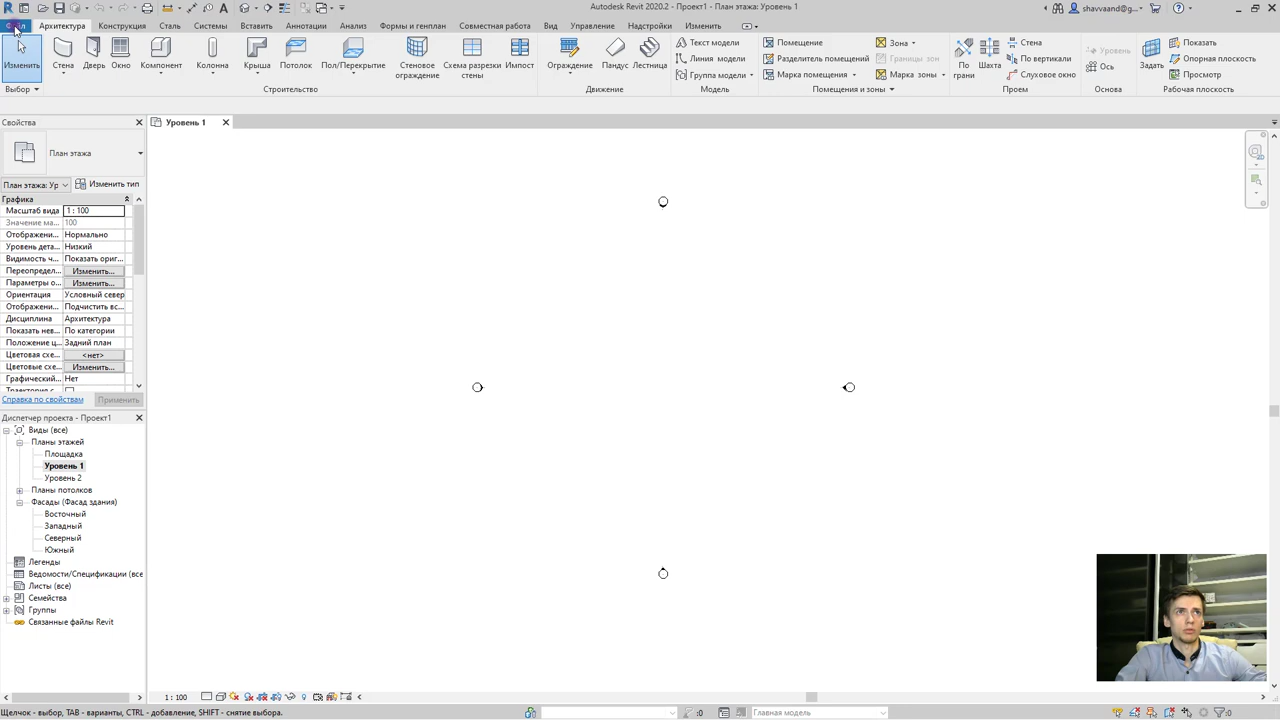 Autodesk Revit 2020.2 - Проект1 - План этажа: Уровень 1
shavvaand@g...
Файл Архитектура Конструкция Сталь Системы Вставить Аннотации Анализ Формы и генплан Совместная работа Вид Управление Надстройки Изменить
Изменить Стена Дверь Окно Компонент Колонна Крыша Потолок Пол/Перекрытие Стеновое ограждение Схема разрезки стены Импост Ограждение Пандус Лестница
Текст модели
Линия модели
Группа модели
Помещение
Разделитель помещений
Марка помещения
Зона
Границы зон
Марка зоны
По грани
Шахта
Стена
По вертикали
Слуховое окно
Уровень
Ось
Задать
Показать
Опорная плоскость
Просмотр
Выбор Строительство Движение Модель Помещения и зоны Проем Основа Рабочая плоскость
Свойства
Уровень 1
План этажа
План этажа: Ур
Изменить тип
Графика
Масштаб вида 1 : 100
Значение ма... 100
Отображени... Нормально
Уровень дета... Низкий
Видимость ч... Показать ориг...
Переопредел... Изменить...
Параметры о... Изменить...
Ориентация Условный север
Отображени... Подчистить вс...
Дисциплина Архитектура
Показать нев... По категории
Положение ц... Задний план
Цветовая схе... <нет>
Цветовые схе... Изменить...
Графический... Нет
Справка по свойствам Применить
Диспетчер проекта - Проект1
Виды (все)
Планы этажей
Площадка
Уровень 1
Уровень 2
Планы потолков
Фасады (Фасад здания)
Восточный
Западный
Северный
Южный
Легенды
Ведомости/Спецификации (все
Листы (все)
Семейства
Группы
Связанные файлы Revit
1 : 100
Щелчок - выбор, TAB - варианты, CTRL - добавление, SHIFT - снятие выбора.
:0
Главная модель
:0